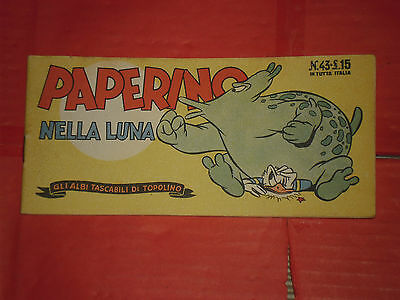 PAPERINO
NELLA LUNA
N.43-L.15
IN TUTTA ITALIA
GLI ALBI TASCABILI DI TOPOLINO